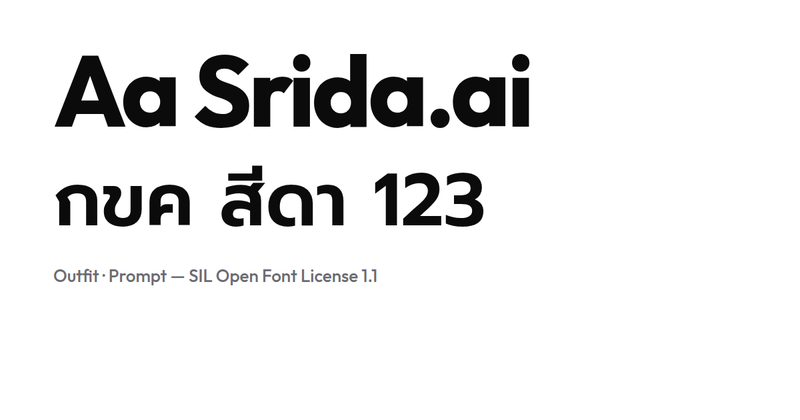 Aa Srida.ai
กขค สีดา 123
Outfit · Prompt — SIL Open Font License 1.1